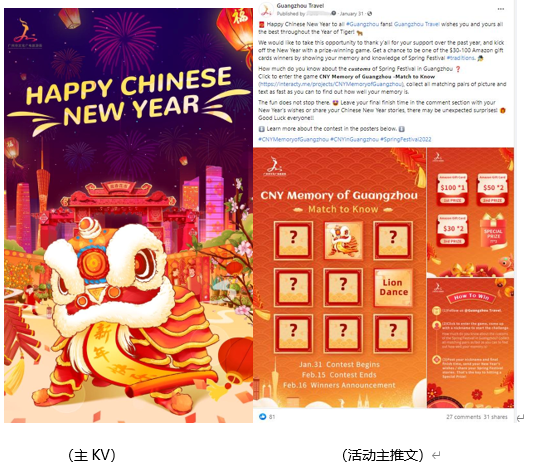 HAPPY CHINESE
NEW YEAR
新年
Guangzhou Travel
Published by
January 31
Happy Chinese New Year to all #Guangzhou fans! Guangzhou Travel wishes you and yours all
the best throughout the Year of Tiger!
We would like to take this opportunity to thank y'all for your support over the past year, and kick
off the New Year with a prize-winning game. Get a chance to be one of the $30-100 Amazon gift
cards winners by showing your memory and knowledge of Spring Festival #traditions.
How much do you know about the customs of Spring Festival in Guangzhou ❓
Click to enter the game CNY Memory of Guangzhou -Match to Know
(https://interacty.me/projects/CNYMemoryofGuangzhou), collect all matching pairs of picture and
text as fast as you can to find out how well your memory is.
The fun does not stop there. Leave your final finish time in the comment section with your
New Year's wishes or share your Chinese New Year stories, there may be unexpected surprises!
Good Luck everyone!!
Learn more about the contest in the posters below.
#CNYMemoryofGuangzhou #CNYinGuangzhou #SpringFestival2022
CNY Memory of Guangzhou
Match to Know
?
? ?
Lion
Dance
? ? ?
Jan.31 Contest Begins
Feb.15 Contest Ends
Feb.16 Winners Announcement
Amazon Gift Card
$100 *1
Amazon Gift Card
$50 *2
2nd PRIZE
Amazon Gift Card
$30 *2
3rd PRIZE
SPECIAL
PRIZE
How To Win
81
27 comments 31 shares
(主 KV)
(活动主推文)